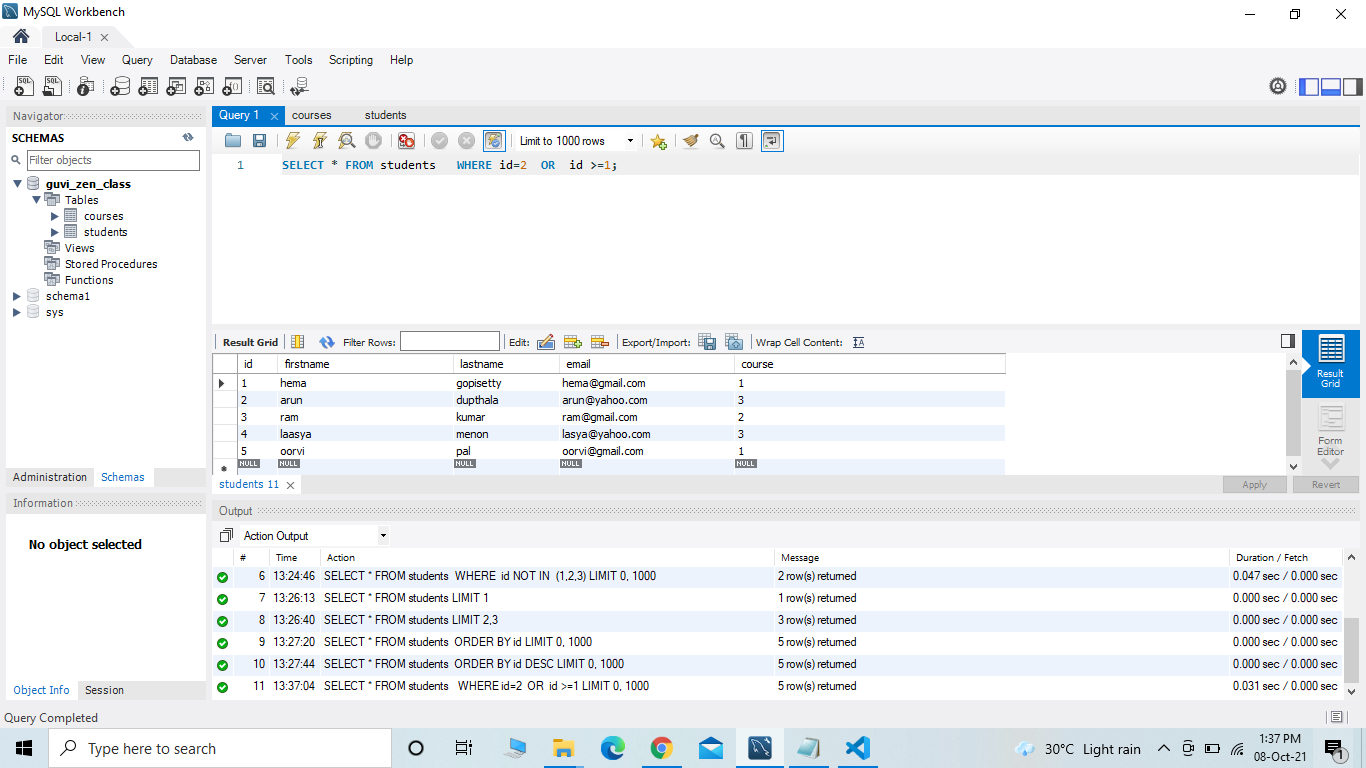 MySQL Workbench
Local-1
File Edit View Query Database Server Tools Scripting Help
Navigator
SCHEMAS
Filter objects
guvi_zen_class
Tables
courses
students
Views
Stored Procedures
Functions
schema1
sys
Administration Schemas
Information
No object selected
Object Info Session
Query 1 courses students
Limit to 1000 rows
1 SELECT * FROM students WHERE id=2 OR id >=1;
Result Grid Filter Rows: Edit: Export/Import: Wrap Cell Content:
id firstname lastname email course
1 hema gopisetty hema@gmail.com 1
2 arun dupthala arun@yahoo.com 3
3 ram kumar ram@gmail.com 2
4 laasya menon lasya@yahoo.com 3
5 oorvi pal oorvi@gmail.com 1
NULL NULL NULL NULL NULL
Result
Grid
Form
Editor
students 11 Apply Revert
Output
Action Output
# Time Action Message Duration / Fetch
6 13:24:46 SELECT * FROM students WHERE id NOT IN (1,2,3) LIMIT 0, 1000 2 row(s) returned 0.047 sec / 0.000 sec
7 13:26:13 SELECT * FROM students LIMIT 1 1 row(s) returned 0.000 sec / 0.000 sec
8 13:26:40 SELECT * FROM students LIMIT 2,3 3 row(s) returned 0.000 sec / 0.000 sec
9 13:27:20 SELECT * FROM students ORDER BY id LIMIT 0, 1000 5 row(s) returned 0.000 sec / 0.000 sec
10 13:27:44 SELECT * FROM students ORDER BY id DESC LIMIT 0, 1000 5 row(s) returned 0.000 sec / 0.000 sec
11 13:37:04 SELECT * FROM students WHERE id=2 OR id >=1 LIMIT 0, 1000 5 row(s) returned 0.031 sec / 0.000 sec
Query Completed
Type here to search
30°C Light rain
1:37 PM
08-Oct-21
1